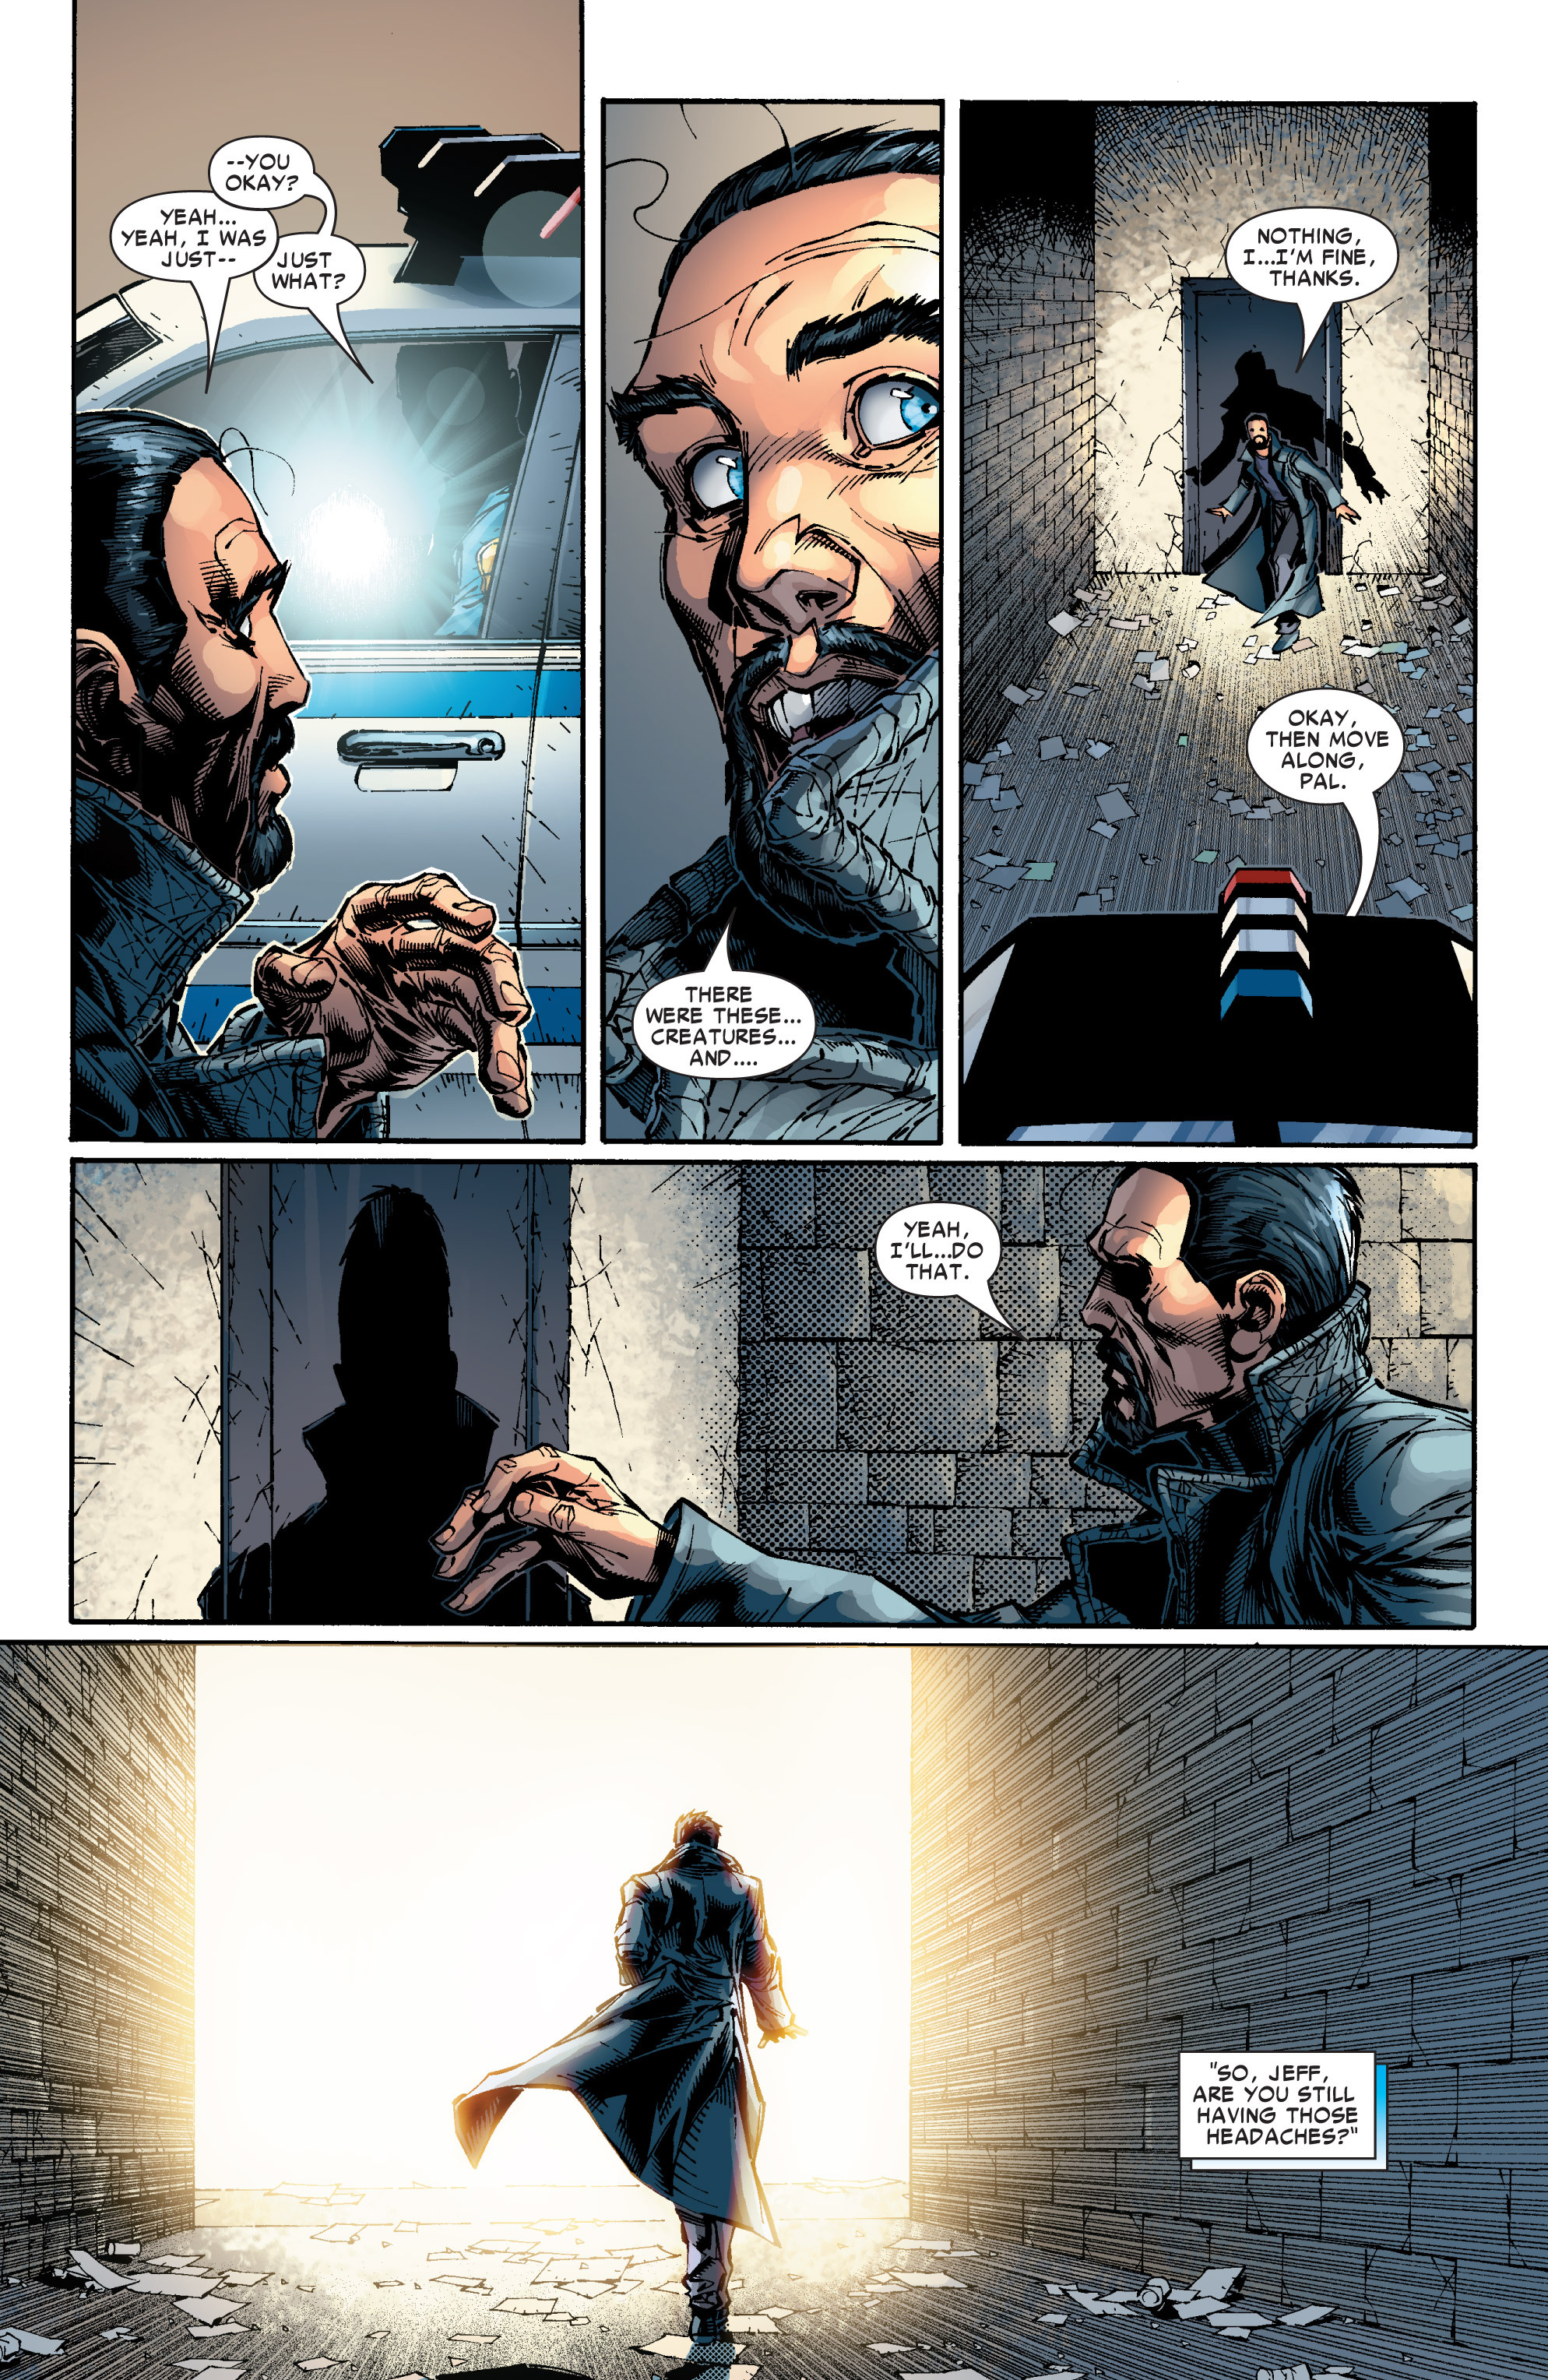 --YOU
OKAY?
YEAH...
YEAH, I WAS
JUST--
JUST
WHAT?
THERE
WERE THESE...
CREATURES...
AND....
NOTHING,
I...I'M FINE,
THANKS.
OKAY,
THEN MOVE
ALONG,
PAL.
YEAH,
I'LL...DO
THAT.
"SO, JEFF,
ARE YOU STILL
HAVING THOSE
HEADACHES?"